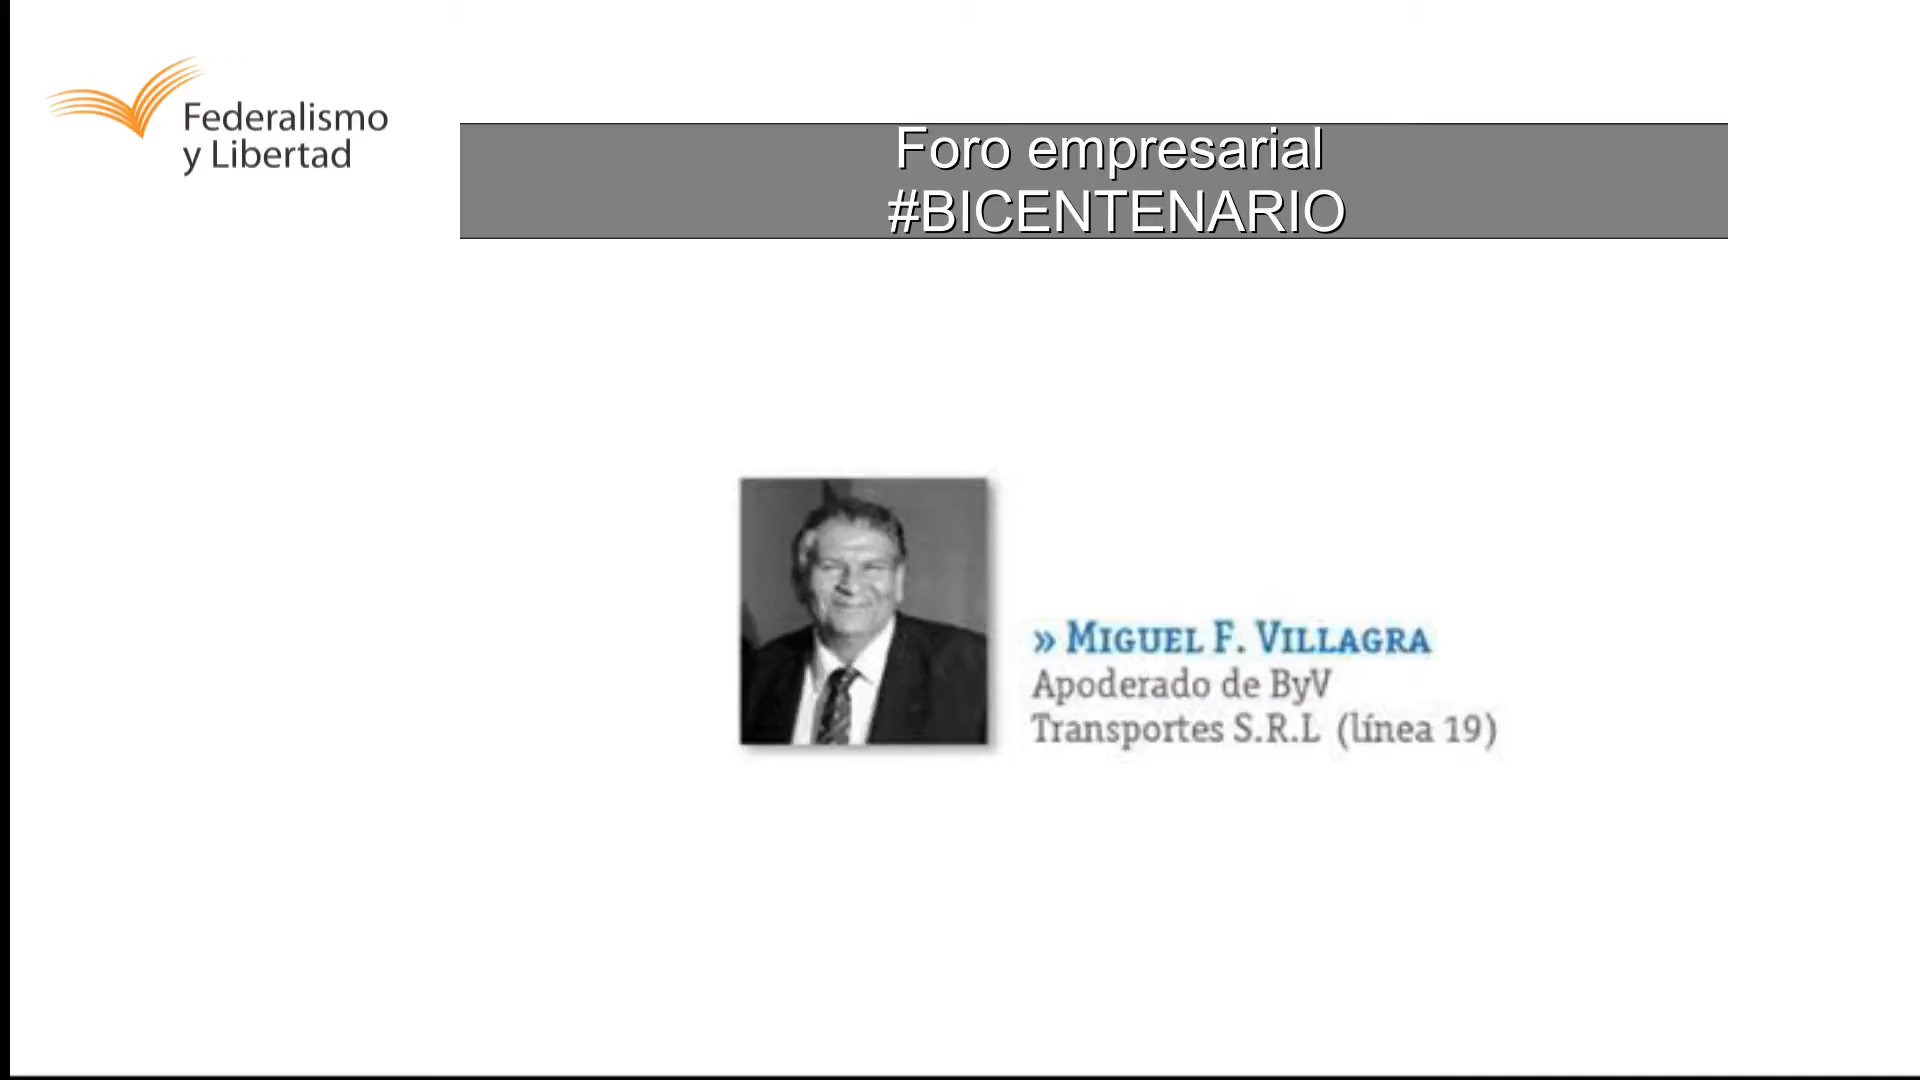 Federalismo
y Libertad
Foro empresarial
#BICENTENARIO
» MIGUEL F. VILLAGRA
Apoderado de ByV
Transportes S.R.L (línea 19)